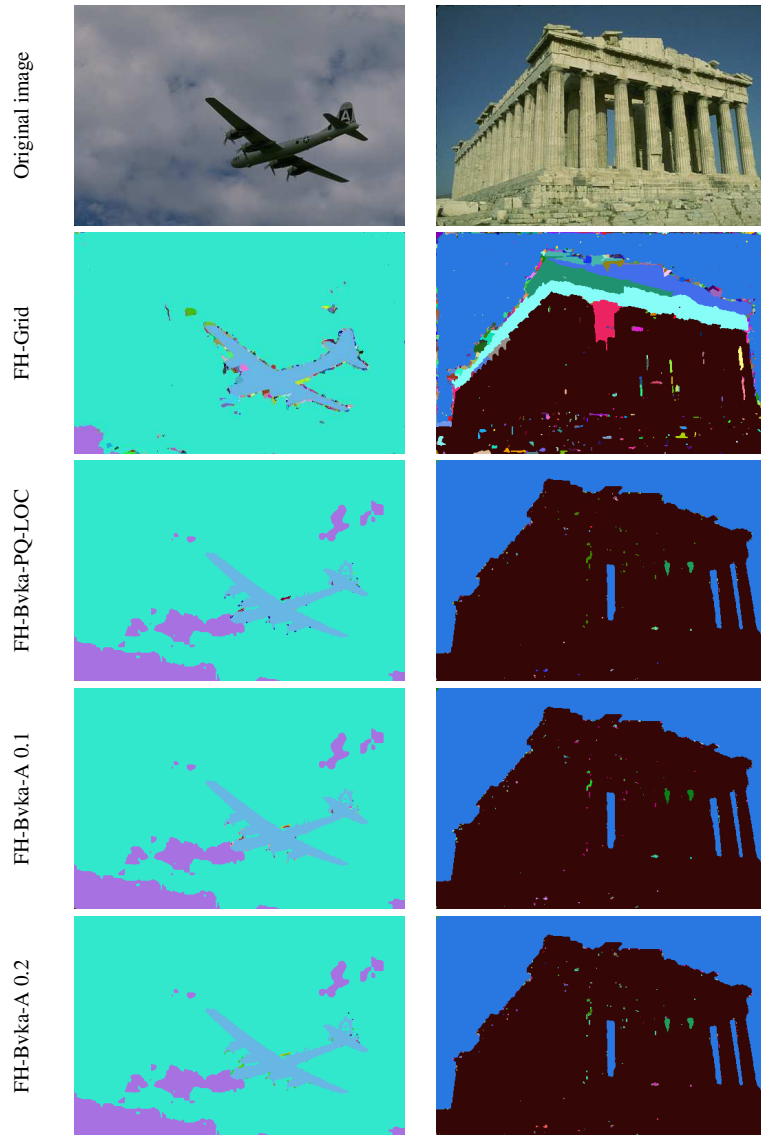 Original image
A
FH-Grid
FH-Bvka-PQ-LOC
FH-Bvka-A 0.1
FH-Bvka-A 0.2